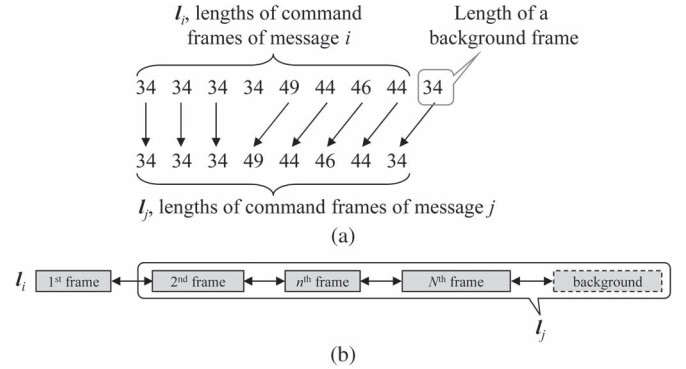 l_i, lengths of command
frames of message i
Length of a
background frame
34 34 34 34 49 44 46 44 34
34 34 34 49 44 46 44 34
l_j, lengths of command frames of message j
(a)
l_i 1st frame 2nd frame nth frame Nth frame background
l_j
(b)